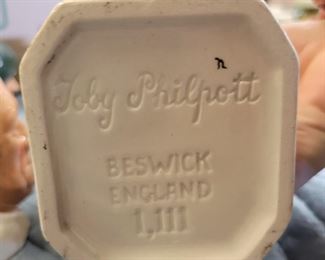 Toby Philpott
BESWICK
ENGLAND
1,111